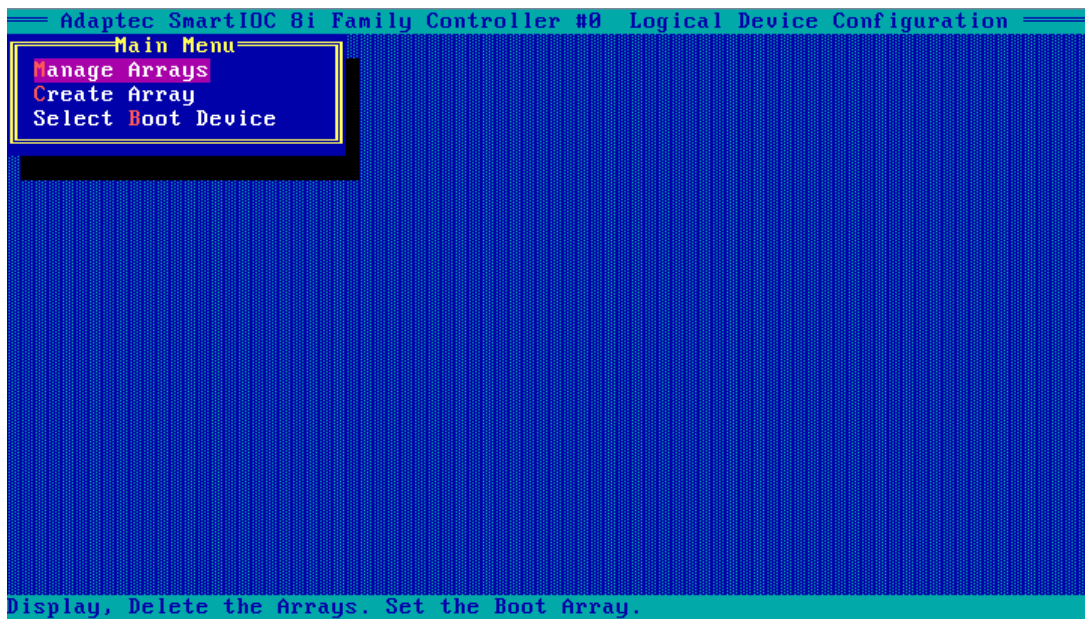 Adaptec SmartIOC 8i Family Controller #0  Logical Device Configuration
Main Menu
Manage Arrays
Create Array
Select Boot Device
Display, Delete the Arrays. Set the Boot Array.